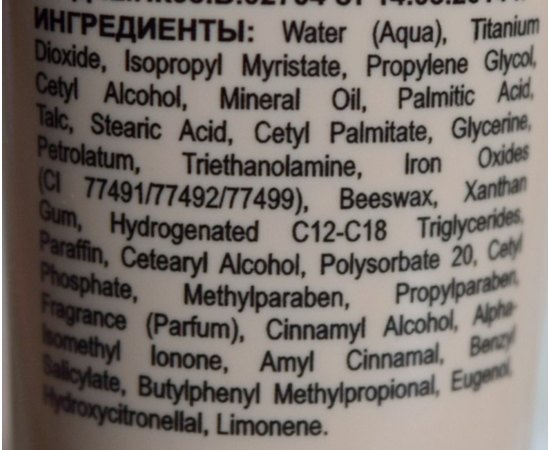 ИНГРЕДИЕНТЫ: Water (Aqua), Titanium
Dioxide, Isopropyl Myristate, Propylene Glycol,
Cetyl Alcohol, Mineral Oil, Palmitic Acid,
Talc, Stearic Acid, Cetyl Palmitate, Glycerine,
Petrolatum, Triethanolamine, Iron Oxides
(CI 77491/77492/77499), Beeswax, Xanthan
Gum, Hydrogenated C12-C18 Triglycerides,
Paraffin, Cetearyl Alcohol, Polysorbate 20, Cetyl
Phosphate, Methylparaben, Propylparaben,
Fragrance (Parfum), Cinnamyl Alcohol, Alpha-
Isomethyl Ionone, Amyl Cinnamal, Benzyl
Salicylate, Butylphenyl Methylpropional, Eugenol,
Hydroxycitronellal, Limonene.